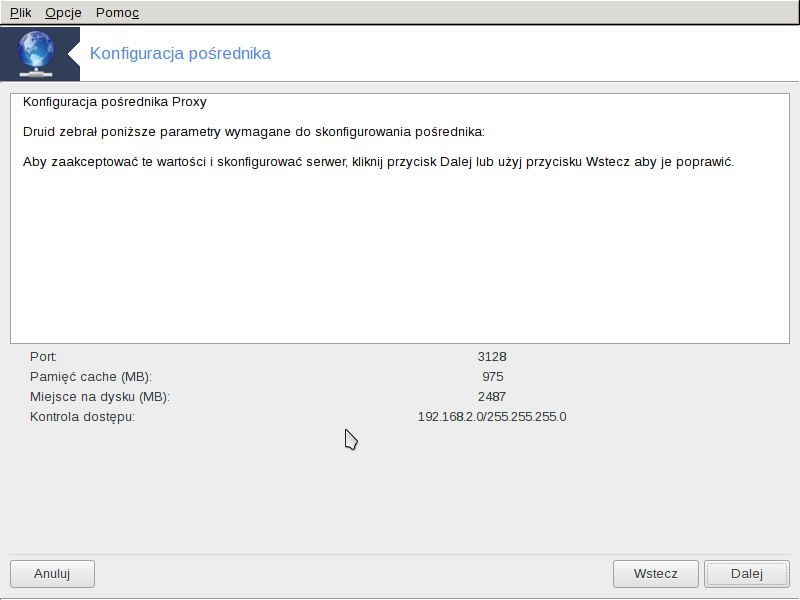 Plik Opcje Pomoc
Konfiguracja pośrednika
Konfiguracja pośrednika Proxy
Druid zebrał poniższe parametry wymagane do skonfigurowania pośrednika:
Aby zaakceptować te wartości i skonfigurować serwer, kliknij przycisk Dalej lub użyj przycisku Wstecz aby je poprawić.
Port: 3128
Pamięć cache (MB): 975
Miejsce na dysku (MB): 2487
Kontrola dostępu: 192.168.2.0/255.255.255.0
Anuluj Wstecz Dalej